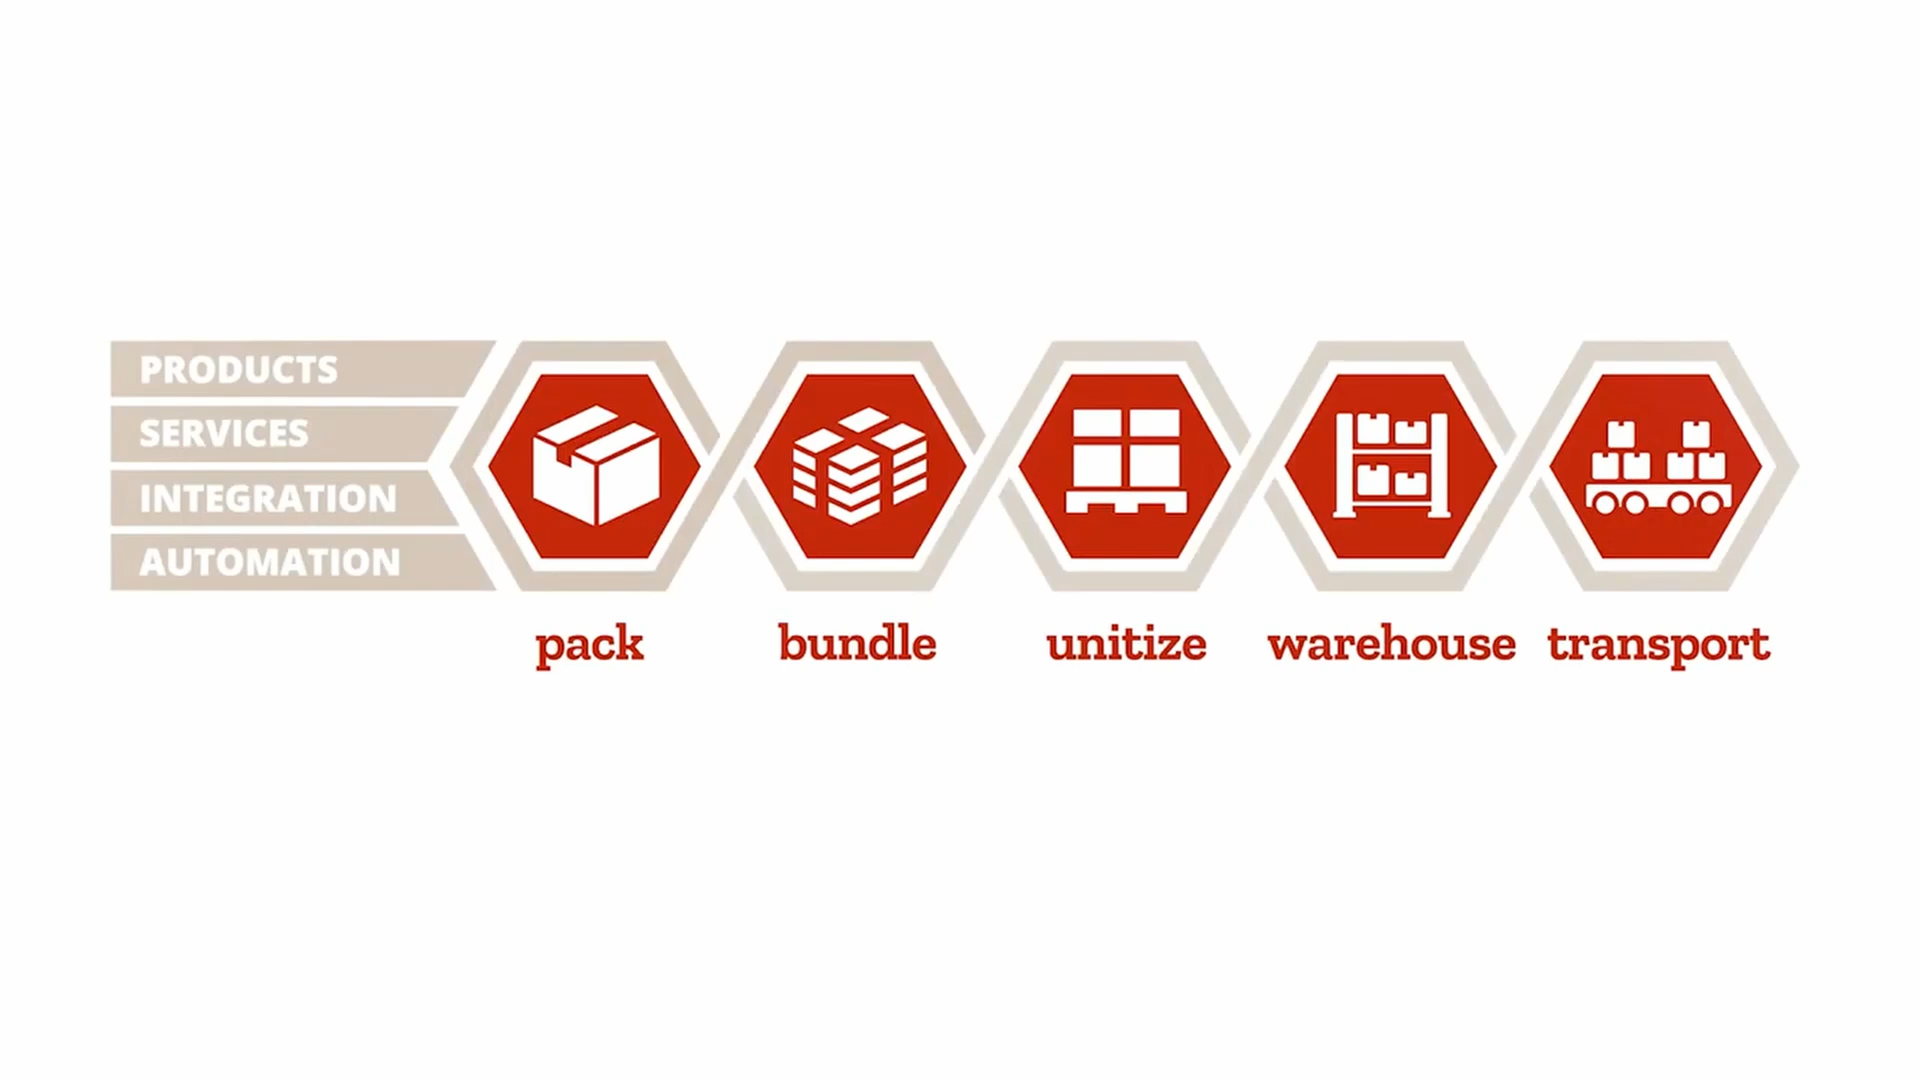 PRODUCTS
SERVICES
INTEGRATION
AUTOMATION
pack
bundle
unitize
warehouse
transport